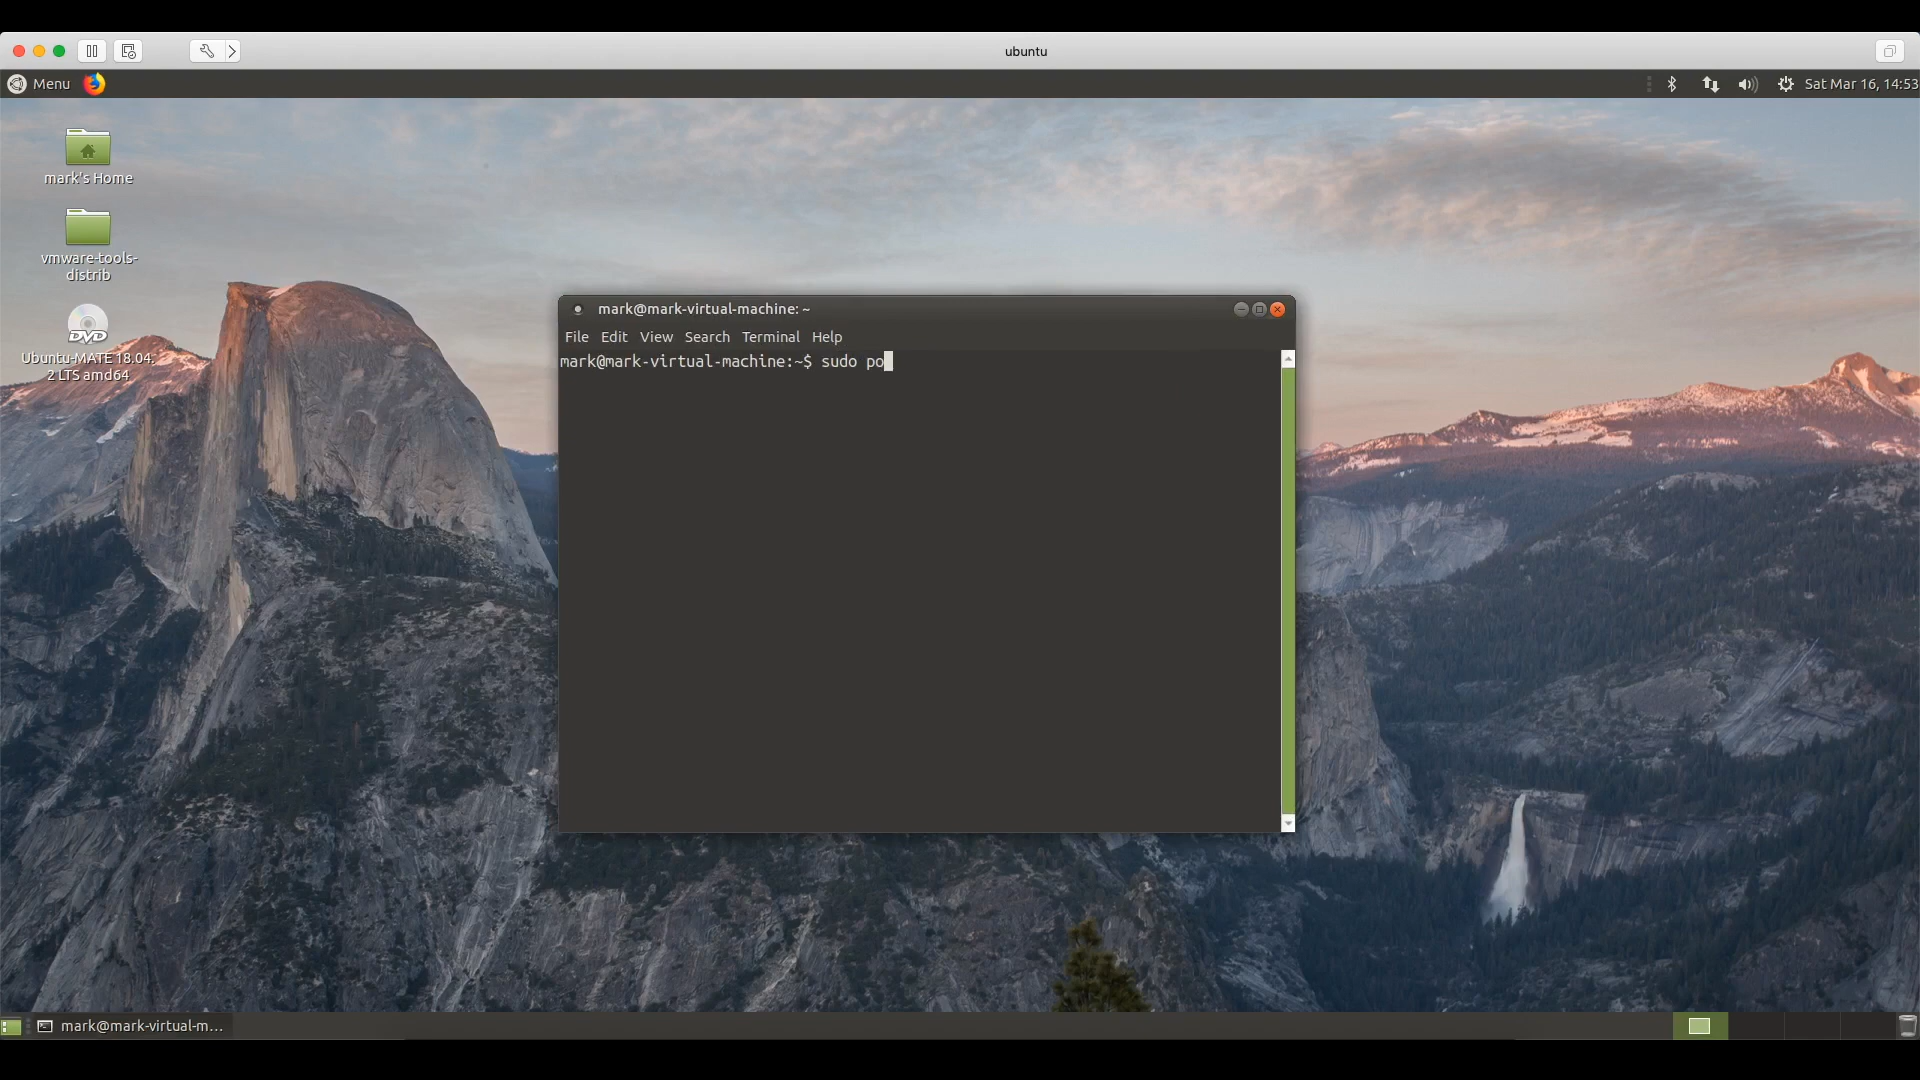 ubuntu
Menu
Sat Mar 16, 14:53
mark's Home
vmware-tools-
distrib
DVD
Ubuntu-MATE 18.04.
2 LTS amd64
mark@mark-virtual-machine: ~
File Edit View Search Terminal Help
mark@mark-virtual-machine:~$ sudo po
mark@mark-virtual-m...